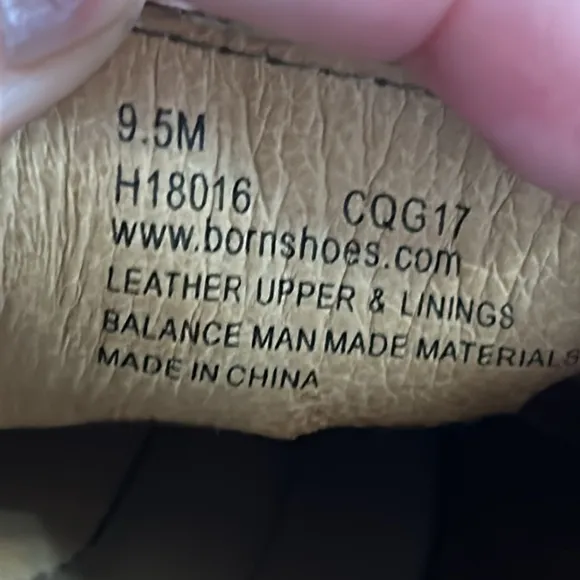 9.5M
H18016 CQG17
www.bornshoes.com
LEATHER UPPER & LININGS
BALANCE MAN MADE MATERIALS
MADE IN CHINA